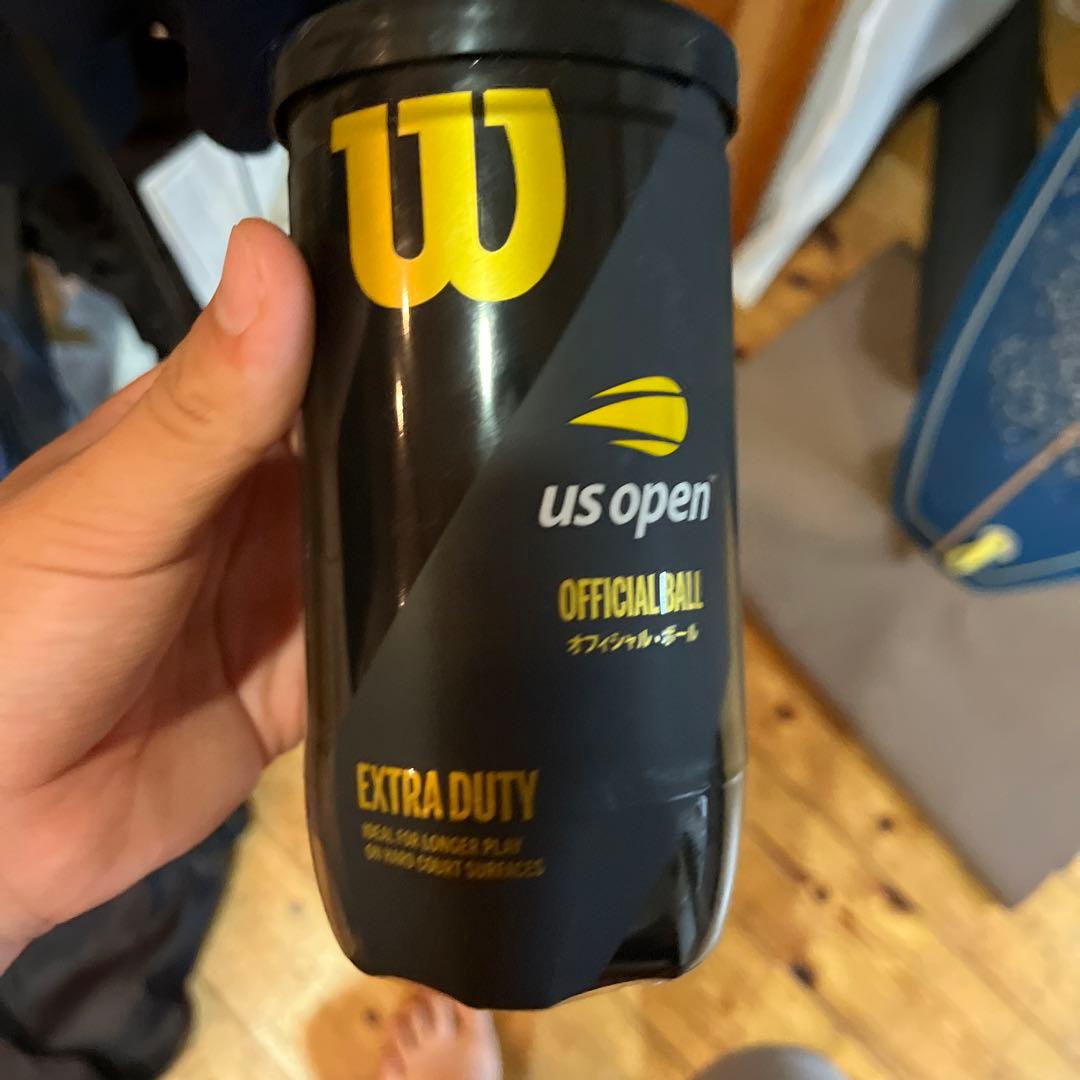 W
us open™
OFFICIAL BALL
オフィシャル・ボール
EXTRA DUTY
IDEAL FOR LONGER PLAY
ON HARD COURT SURFACES